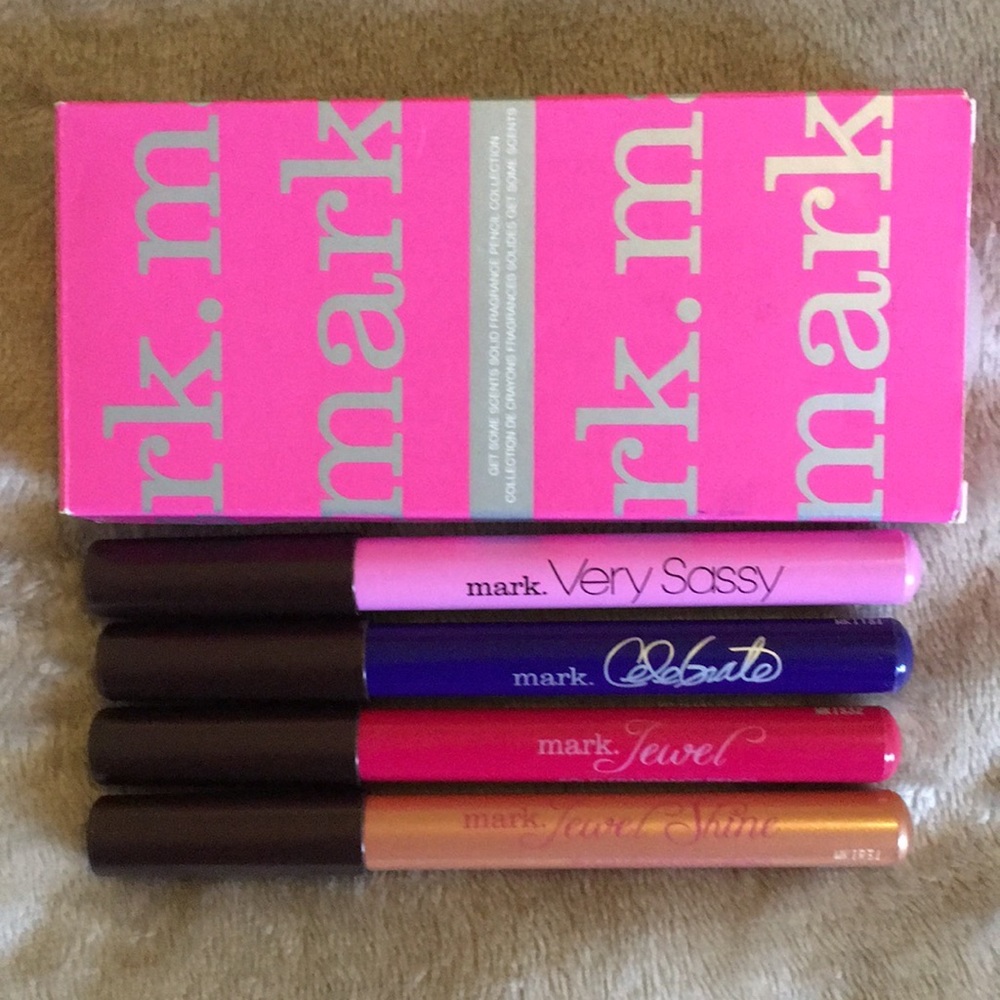 rk.m
mark
GET SOME SCENTS SOLID FRAGRANCE PENCIL COLLECTION
COLLECTION DE CRAYONS FRAGRANCES SOLIDES GET SOME SCENTS
rk.ma
mark
mark. Very Sassy
mark. Celebrate
mark. Jewel
mark. Jewel Shine